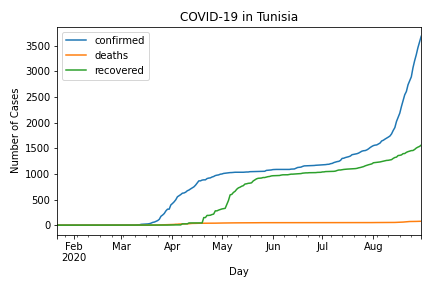 COVID-19 in Tunisia
confirmed
deaths
recovered
Number of Cases
3500
3000
2500
2000
1500
1000
500
0
Feb Mar Apr May Jun Jul Aug
2020
Day